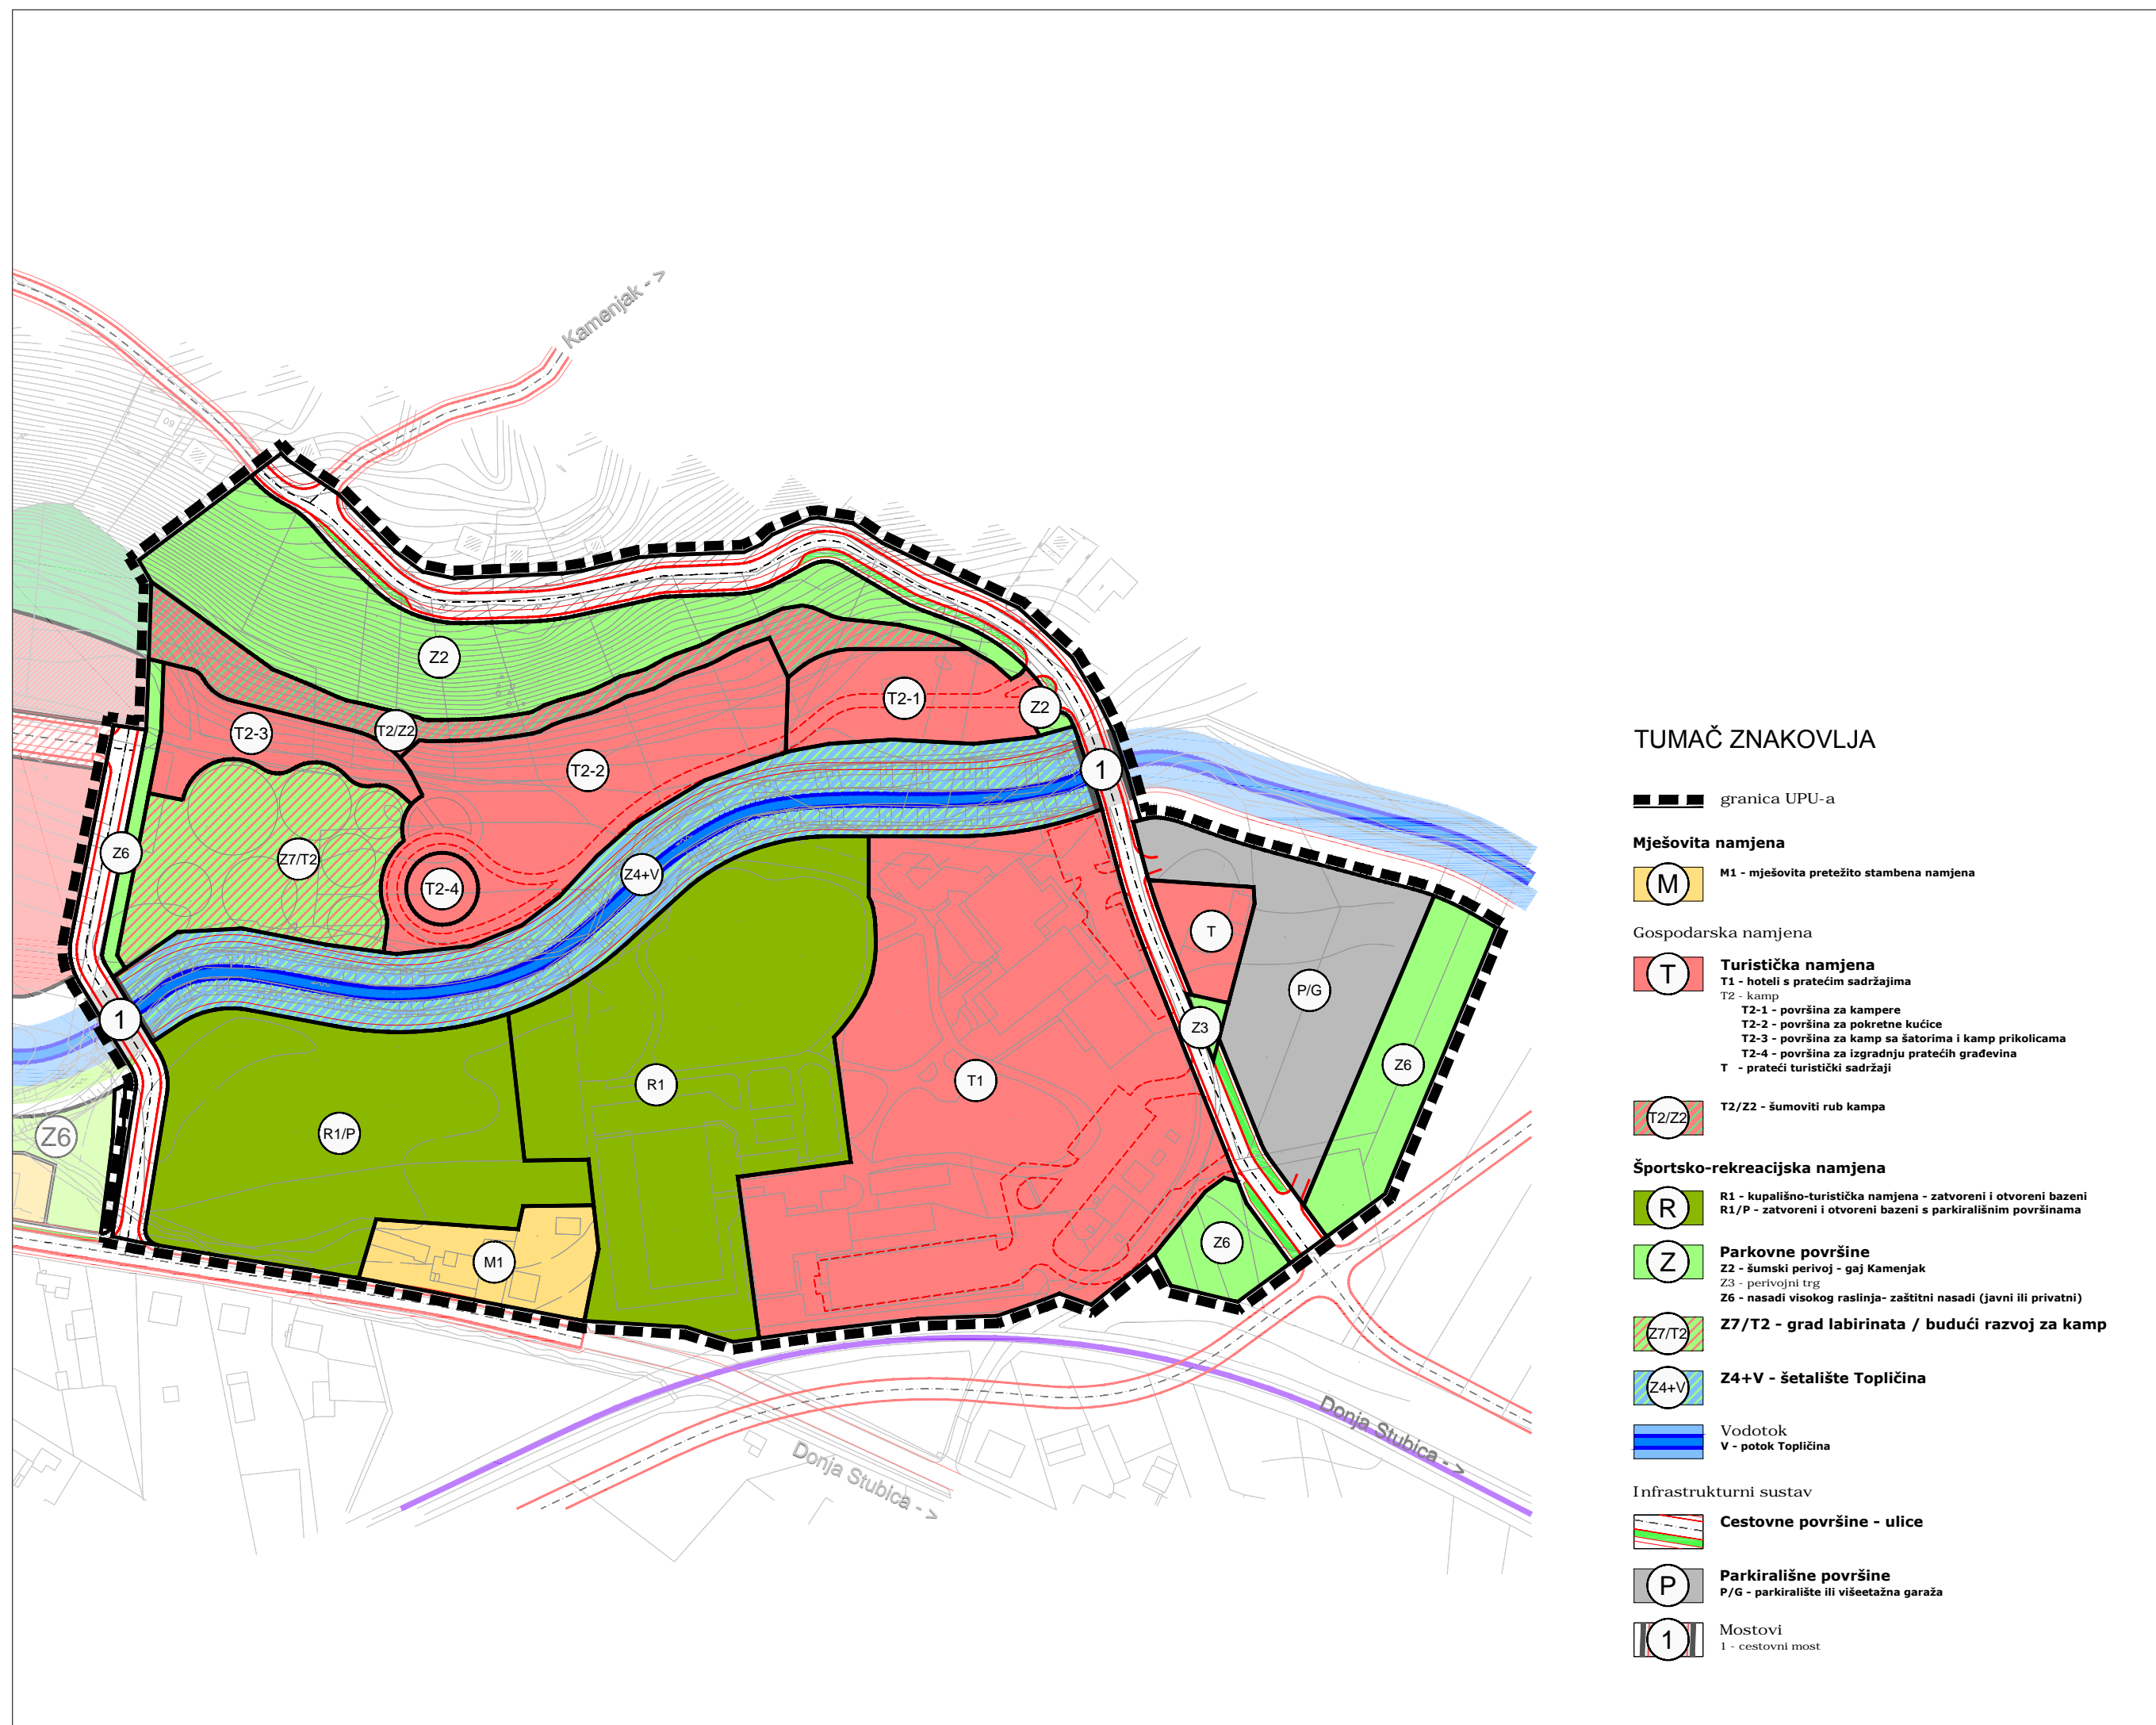 Kamenjak - >
09
Z2
T2-1
Z2
T2/Z2
T2-3
T2-2
1
Z6
Z7/T2
Z4+V
T2-4
T
P/G
1
Z3
Z6
T1
R1
R1/P
Z6
Z6
M1
Donja Stubica - >
Donja Stubica - >
TUMAČ ZNAKOVLJA
granica UPU-a
Mješovita namjena
M
M1 - mješovita pretežito stambena namjena
Gospodarska namjena
T
Turistička namjena
T1 - hoteli s pratećim sadržajima
T2 - kamp
T2-1 - površina za kampere
T2-2 - površina za pokretne kućice
T2-3 - površina za kamp sa šatorima i kamp prikolicama
T2-4 - površina za izgradnju pratećih građevina
T - prateći turistički sadržaji
T2/Z2
T2/Z2 - šumoviti rub kampa
Športsko-rekreacijska namjena
R
R1 - kupališno-turistička namjena - zatvoreni i otvoreni bazeni
R1/P - zatvoreni i otvoreni bazeni s parkirališnim površinama
Z
Parkovne površine
Z2 - šumski perivoj - gaj Kamenjak
Z3 - perivojni trg
Z6 - nasadi visokog raslinja- zaštitni nasadi (javni ili privatni)
Z7/T2
Z7/T2 - grad labirinata / budući razvoj za kamp
Z4+V
Z4+V - šetalište Topličina
Vodotok
V - potok Topličina
Infrastrukturni sustav
Cestovne površine - ulice
P
Parkirališne površine
P/G - parkiralište ili višeetažna garaža
1
Mostovi
1 - cestovni most